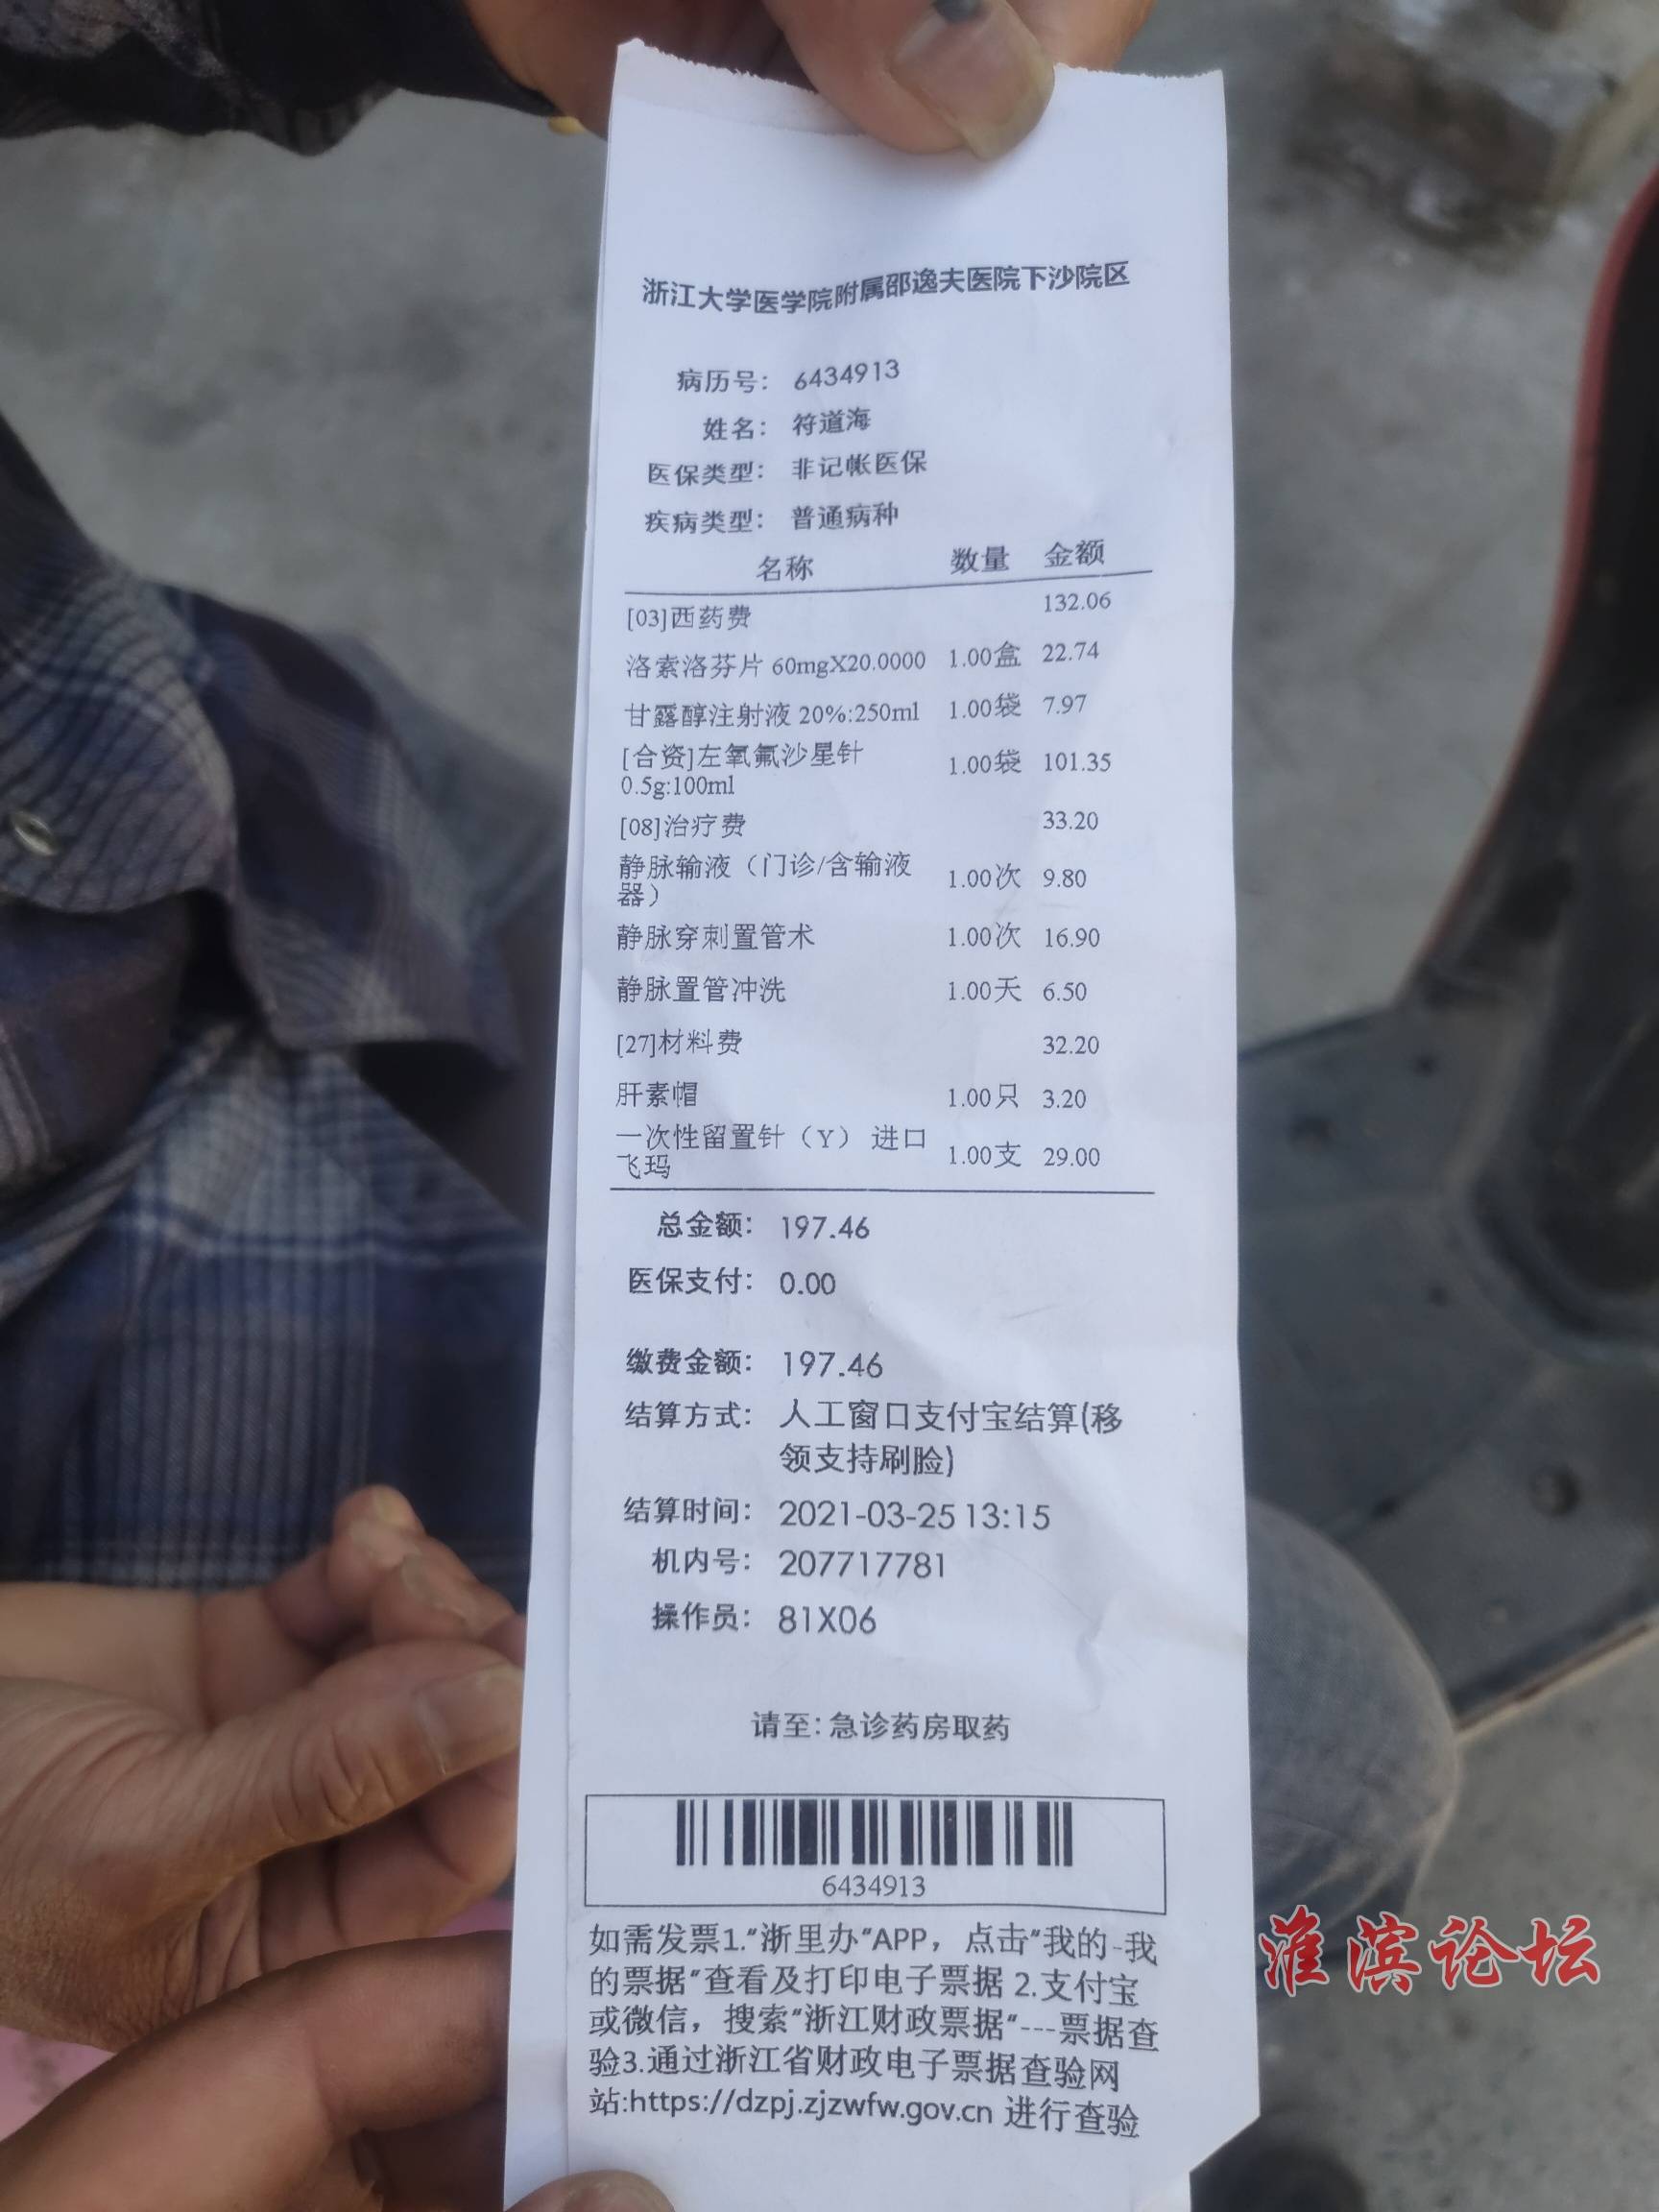 浙江大学医学院附属邵逸夫医院下沙院区
病历号： 6434913
姓名： 符道海
医保类型： 非记帐医保
疾病类型： 普通病种
名称 数量 金额
[03]西药费 132.06
洛索洛芬片 60mgX20.0000 1.00盒 22.74
甘露醇注射液 20%:250ml 1.00袋 7.97
[合资]左氧氟沙星针 1.00袋 101.35
0.5g:100ml
[08]治疗费 33.20
静脉输液（门诊/含输液 1.00次 9.80
器）
静脉穿刺置管术 1.00次 16.90
静脉置管冲洗 1.00天 6.50
[27]材料费 32.20
肝素帽 1.00只 3.20
一次性留置针（Y） 进口 1.00支 29.00
飞玛
总金额： 197.46
医保支付： 0.00
缴费金额： 197.46
结算方式： 人工窗口支付宝结算(移
领支持刷脸)
结算时间： 2021-03-25 13:15
机内号： 207717781
操作员： 81X06
请至：急诊药房取药
6434913
如需发票1."浙里办"APP，点击"我的-我
的票据"查看及打印电子票据 2.支付宝
或微信，搜索"浙江财政票据"---票据查
验3.通过浙江省财政电子票据查验网
站:https://dzpj.zjzwfw.gov.cn 进行查验
淮滨论坛